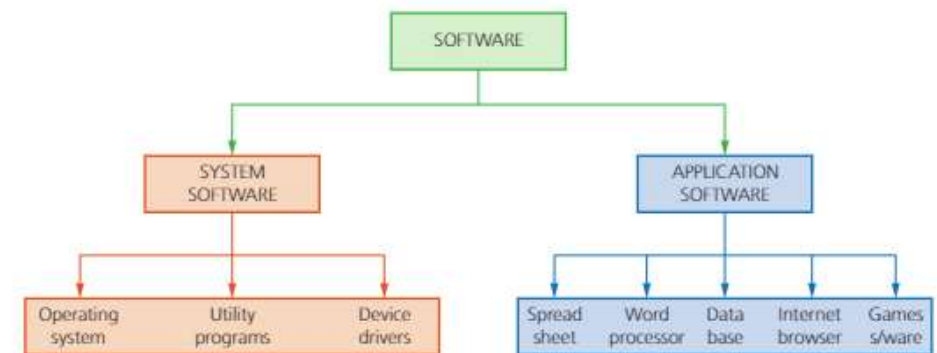 SOFTWARE
SYSTEM
SOFTWARE
APPLICATION
SOFTWARE
Operating
system
Utility
programs
Device
drivers
Spread
sheet
Word
processor
Data
base
Internet
browser
Games
s/ware